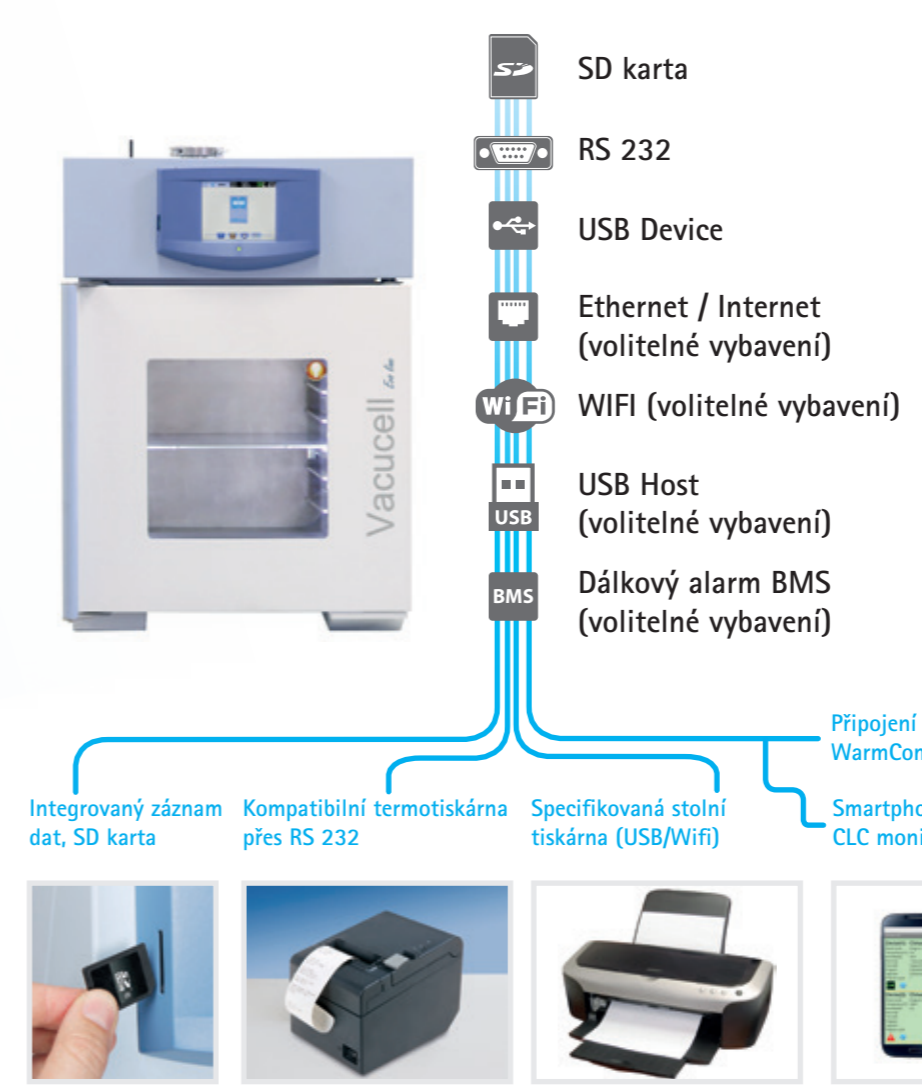 SD karta
RS 232
USB Device
Ethernet / Internet
(volitelné vybavení)
WiFi
WIFI (volitelné vybavení)
USB Host
(volitelné vybavení)
USB
BMS
Dálkový alarm BMS
(volitelné vybavení)
Vacucell
Připojení
Integrovaný záznam
dat, SD karta
Kompatibilní termotiskárna
přes RS 232
Specifikovaná stolní
tiskárna (USB/Wifi)
CLC